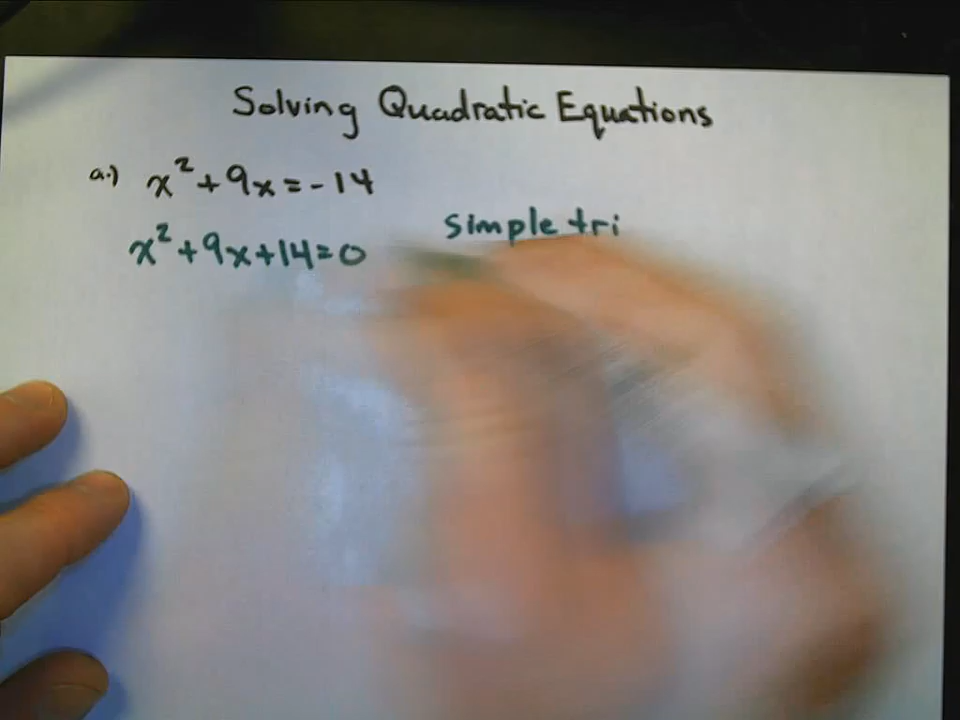 Solving Quadratic Equations
a.) x² + 9x = -14
simple tri
x² + 9x + 14 = 0